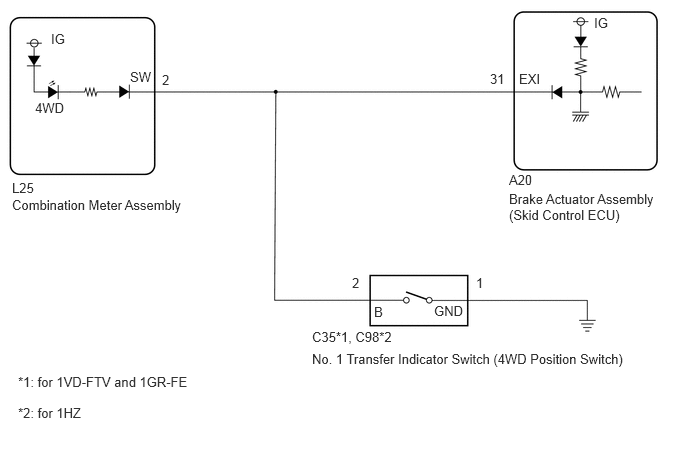 IG
IG
SW
2
31
EXI
4WD
L25
Combination Meter Assembly
A20
Brake Actuator Assembly
(Skid Control ECU)
2
1
B
GND
C35*1, C98*2
No. 1 Transfer Indicator Switch (4WD Position Switch)
*1: for 1VD-FTV and 1GR-FE
*2: for 1HZ